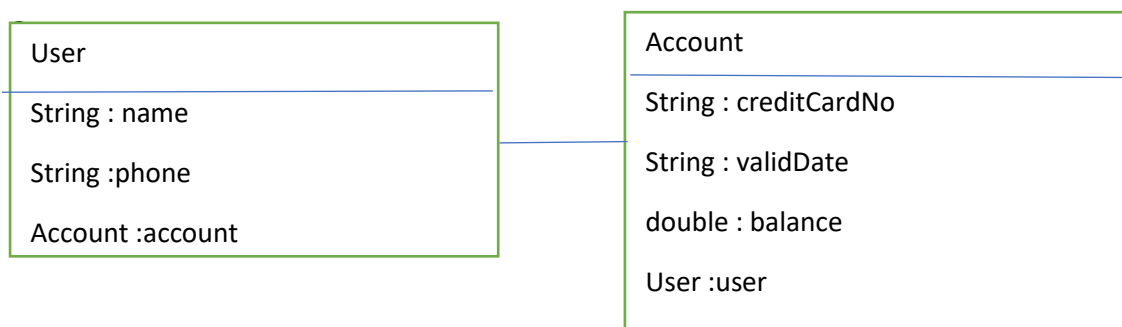 User
String : name
String :phone
Account :account
Account
String : creditCardNo
String : validDate
double : balance
User :user